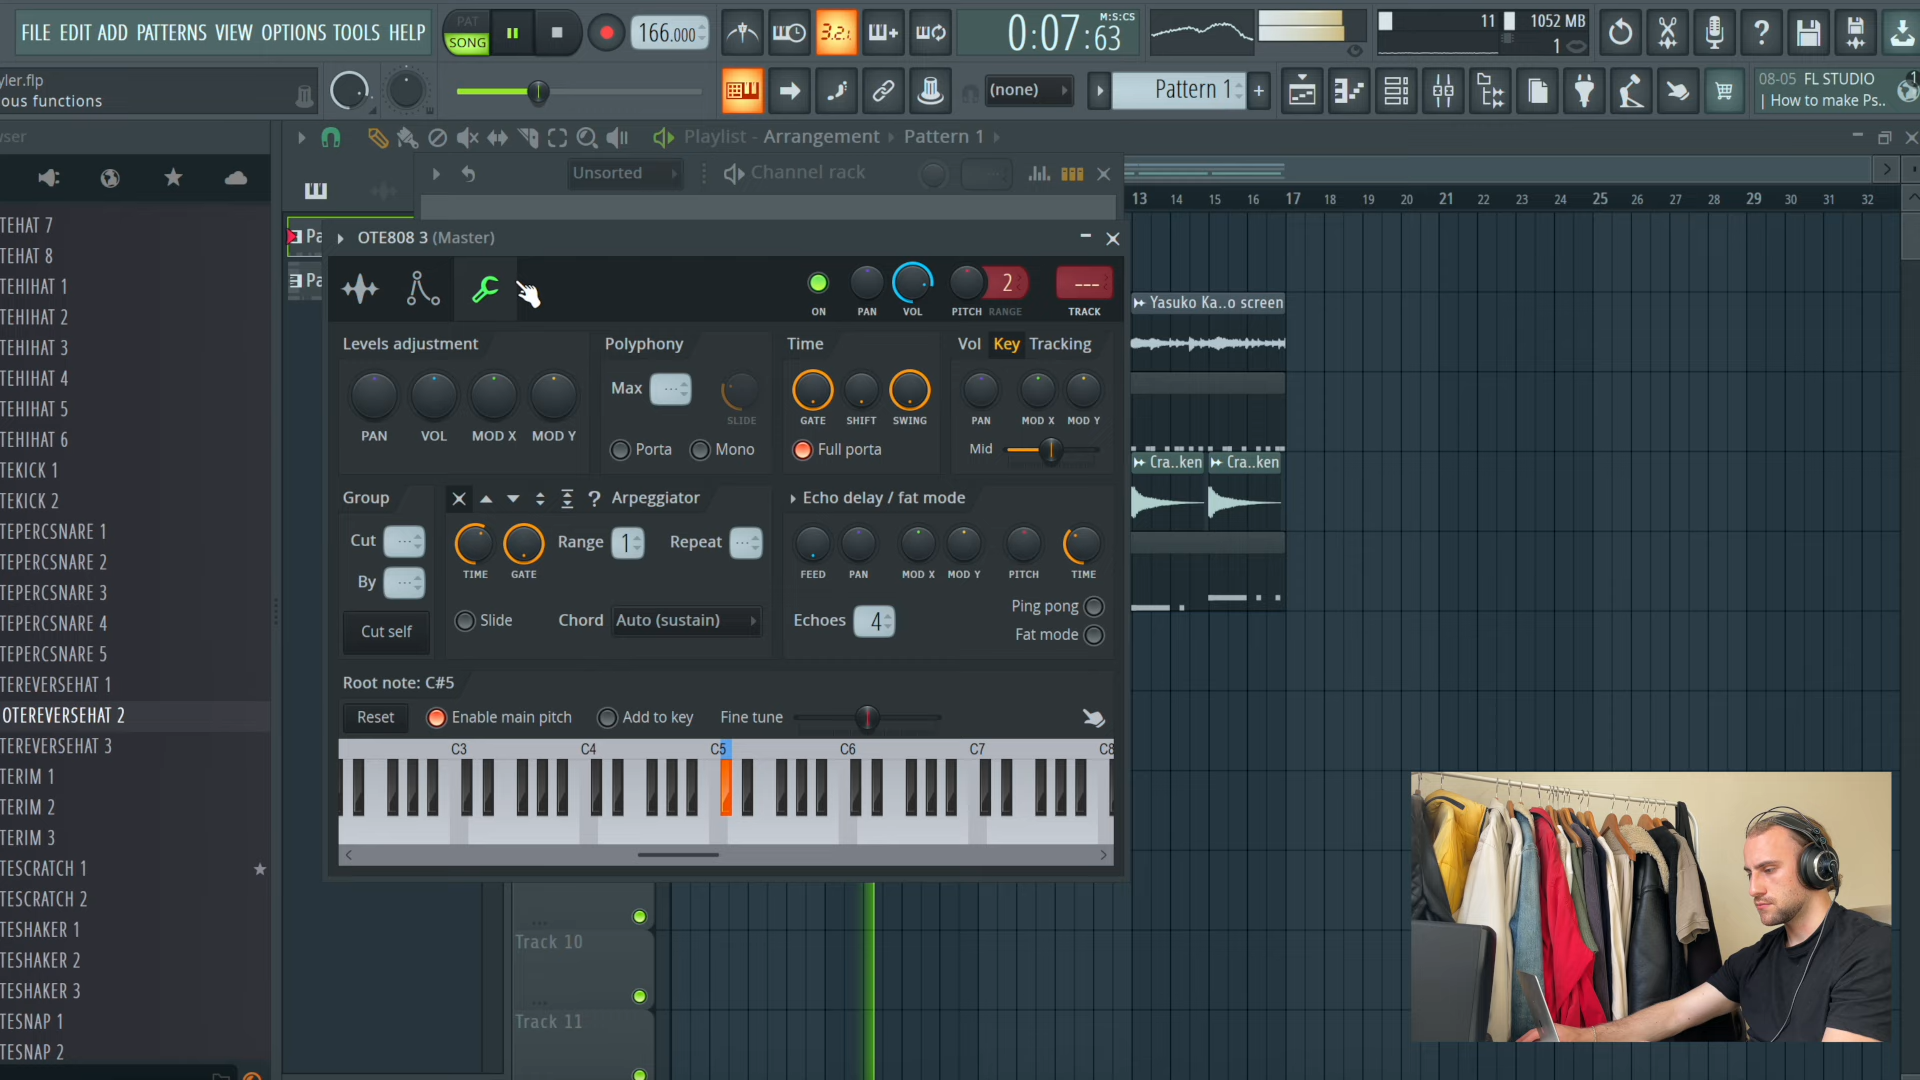 FILE EDIT ADD PATTERNS VIEW OPTIONS TOOLS HELP
PAT
SONG
166.000
3.2
0:07:63
M:S:CS
11
1052 MB
1
yler.flp
ous functions
(none)
Pattern 1
+
08-05 FL STUDIO
| How to make Ps..
1
wser
Playlist - Arrangement
Pattern 1
Unsorted
Channel rack
13 14 15 16 17 18 19 20 21 22 23 24 25 26 27 28 29 30 31 32
TEHAT 7
TEHAT 8
TEHIHAT 1
TEHIHAT 2
TEHIHAT 3
TEHIHAT 4
TEHIHAT 5
TEHIHAT 6
TEKICK 1
TEKICK 2
TEPERCSNARE 1
TEPERCSNARE 2
TEPERCSNARE 3
TEPERCSNARE 4
TEPERCSNARE 5
TEREVERSEHAT 1
OTEREVERSEHAT 2
TEREVERSEHAT 3
TERIM 1
TERIM 2
TERIM 3
TESCRATCH 1
TESCRATCH 2
TESHAKER 1
TESHAKER 2
TESHAKER 3
TESNAP 1
TESNAP 2
Pa
Pa
OTE808 3 (Master)
ON PAN VOL PITCH RANGE TRACK
2
---
Levels adjustment
PAN VOL MOD X MOD Y
Polyphony
Max ---
SLIDE
Porta Mono
Time
GATE SHIFT SWING
Full porta
Vol Key Tracking
PAN MOD X MOD Y
Mid
Group
Cut ---
By ---
Cut self
? Arpeggiator
TIME GATE
Range 1 Repeat ---
Slide Chord Auto (sustain)
Echo delay / fat mode
FEED PAN MOD X MOD Y PITCH TIME
Echoes 4
Ping pong
Fat mode
Root note: C#5
Reset Enable main pitch Add to key Fine tune
C3 C4 C5 C6 C7 C8
Yasuko Ka..o screen
Cra..ken Cra..ken
Track 10
Track 11